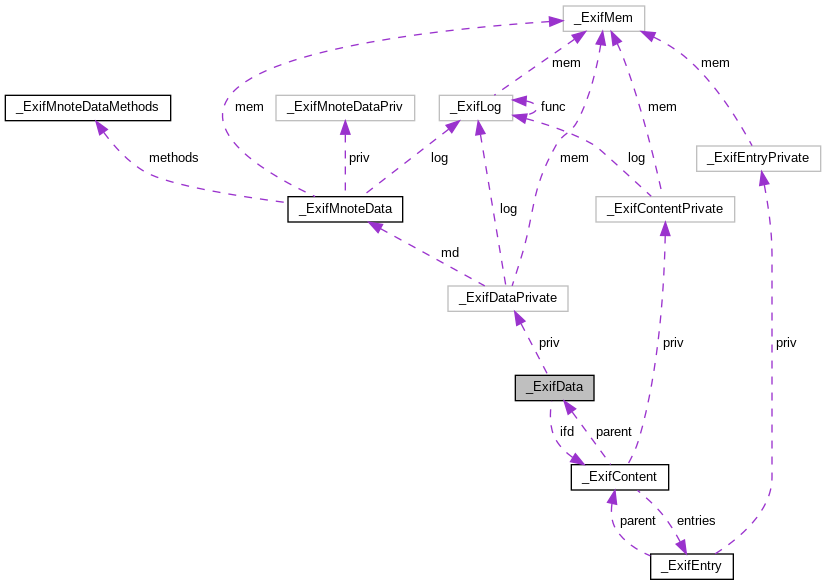 _ExifMem
mem
mem
_ExifMnoteDataMethods
_ExifMnoteDataPriv
_ExifLog
func
mem
methods
priv
log
mem
log
mem
_ExifEntryPrivate
_ExifMnoteData
log
_ExifContentPrivate
md
_ExifDataPrivate
priv
priv
priv
_ExifData
ifd
parent
_ExifContent
parent
entries
_ExifEntry